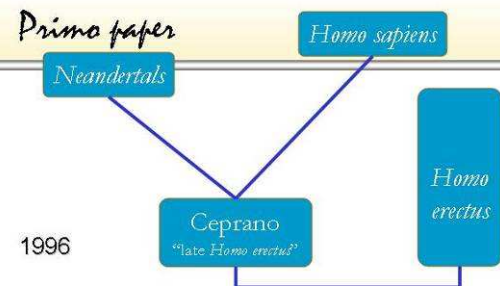 Primo paper
Homo sapiens
Neandertals
Homo
erectus
Ceprano
"late Homo erectus"
1996